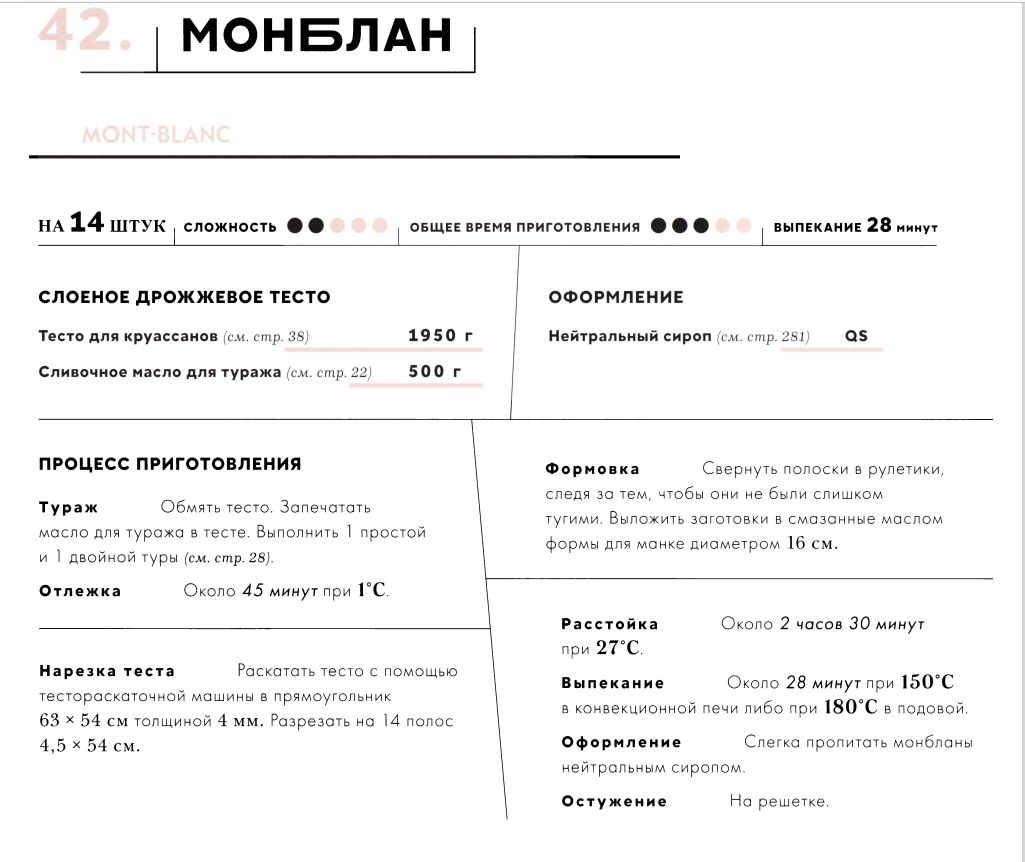 42. МОНБЛАН
MONT-BLANC
НА 14 ШТУК СЛОЖНОСТЬ ОБЩЕЕ ВРЕМЯ ПРИГОТОВЛЕНИЯ ВЫПЕКАНИЕ 28 минут
СЛОЕНОЕ ДРОЖЖЕВОЕ ТЕСТО
Тесто для круассанов (см. стр. 38) 1950 г
Сливочное масло для туража (см. стр. 22) 500 г
ОФОРМЛЕНИЕ
Нейтральный сироп (см. стр. 281) QS
ПРОЦЕСС ПРИГОТОВЛЕНИЯ
Тураж Обмять тесто. Запечатать
масло для туража в тесте. Выполнить 1 простой
и 1 двойной туры (см. стр. 28).
Отлежка Около 45 минут при 1°C.
Нарезка теста Раскатать тесто с помощью
тестораскаточной машины в прямоугольник
63 × 54 см толщиной 4 мм. Разрезать на 14 полос
4,5 × 54 см.
Формовка Свернуть полоски в рулетики,
следя за тем, чтобы они не были слишком
тугими. Выложить заготовки в смазанные маслом
формы для манке диаметром 16 см.
Расстойка Около 2 часов 30 минут
при 27°C.
Выпекание Около 28 минут при 150°C
в конвекционной печи либо при 180°C в подовой.
Оформление Слегка пропитать монбланы
нейтральным сиропом.
Остужение На решетке.